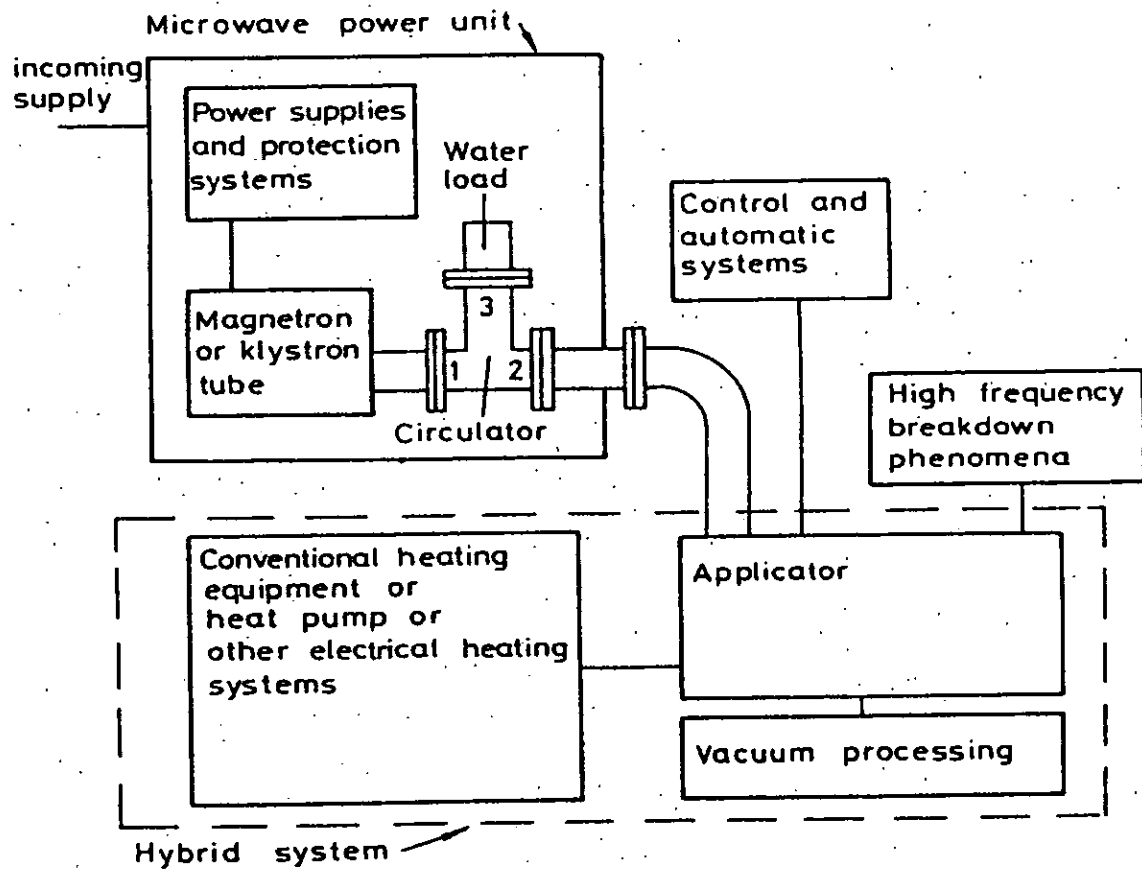 Microwave power unit
incoming
supply
Power supplies
and protection
systems
Water
load
Control and
automatic
systems
3
Magnetron
or klystron
tube
1
2
Circulator
High frequency
breakdown
phenomena
Conventional heating
equipment or
heat pump or
other electrical heating
systems
Applicator
Vacuum processing
Hybrid system